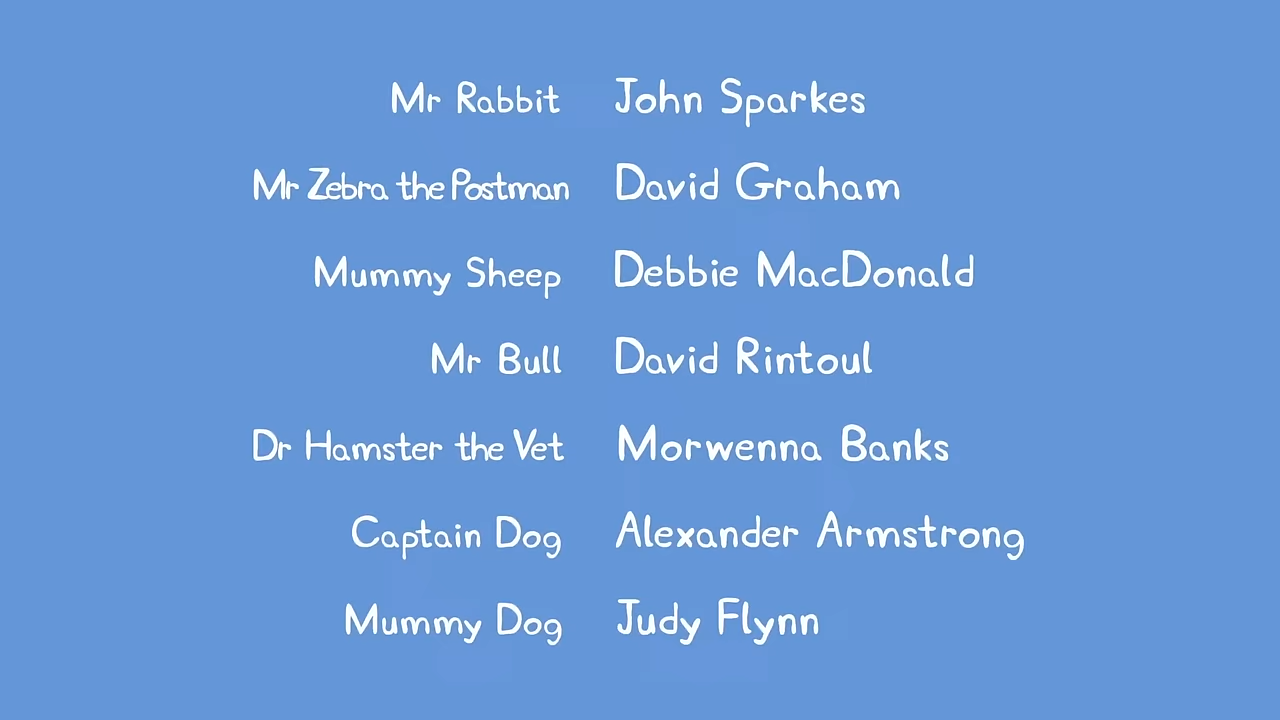 Mr Rabbit John Sparkes
Mr Zebra the Postman David Graham
Mummy Sheep Debbie MacDonald
Mr Bull David Rintoul
Dr Hamster the Vet Morwenna Banks
Captain Dog Alexander Armstrong
Mummy Dog Judy Flynn